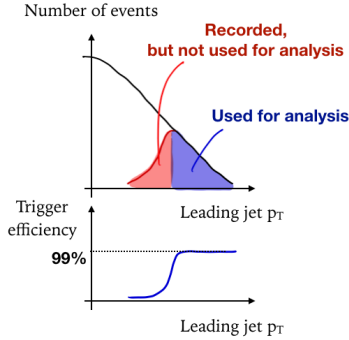 Number of events
Recorded,
but not used for analysis
Used for analysis
Leading jet pT
Trigger
efficiency
99%
Leading jet pT